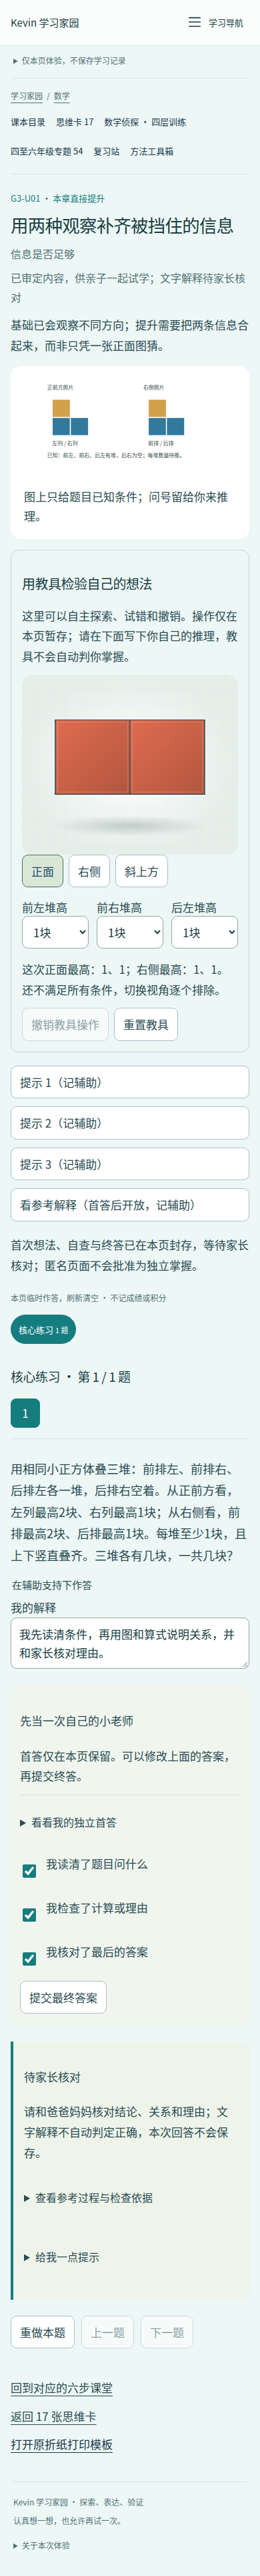 Kevin 学习家园
学习导航
仅本页体验，不保存学习记录
学习家园 / 数学
课本目录 思维卡 17 数学侦探 · 四层训练
四至六年级专题 54 复习站 方法工具箱
G3-U01 · 本章直接提升
用两种观察补齐被挡住的信息
信息是否足够
已审定内容，供亲子一起试学；文字解释待家长核
对
基础已会观察不同方向；提升需要把两条信息合
起来，而非只凭一张正面图猜。
正前方图片 右侧图片
左列 / 右列 前排 / 后排
已知：前左、前右、后左有堆，后右为空；每堆数量待推。
图上只给题目已知条件；问号留给你来推
理。
用教具检验自己的想法
这里可以自主探索、试错和撤销。操作仅在
本页暂存；请在下面写下你自己的推理，教
具不会自动判你掌握。
正面 右侧 斜上方
前左堆高 前右堆高 后左堆高
1块 1块 1块
这次正面最高：1、1；右侧最高：1、1。
还不满足所有条件，切换视角逐个排除。
撤销教具操作 重置教具
提示 1（记辅助）
提示 2（记辅助）
提示 3（记辅助）
看参考解释（首答后开放，记辅助）
首次想法、自查与终答已在本页封存，等待家长
核对；匿名页面不会批准为独立掌握。
本页临时作答，刷新清空 · 不记成绩或积分
核心练习 1 题
核心练习 · 第 1 / 1 题
1
用相同小正方体叠三堆：前排左、前排右、
后排左各一堆，后排右空着。从正前方看，
左列最高2块、右列最高1块；从右侧看，前
排最高2块、后排最高1块。每堆至少1块，且
上下竖直叠齐。三堆各有几块，一共几块？
在辅助支持下作答
我的解释
我先读清条件，再用图和算式说明关系，并
和家长核对理由。
先当一次自己的小老师
首答仅在本页保留。可以修改上面的答案，
再提交终答。
看看我的独立首答
我读清了题目问什么
我检查了计算或理由
我核对了最后的答案
提交最终答案
待家长核对
请和爸爸妈妈核对结论、关系和理由；文
字解释不自动判定正确，本次回答不会保
存。
查看参考过程与检查依据
给我一点提示
重做本题 上一题 下一题
回到对应的六步课堂
返回 17 张思维卡
打开原折纸打印模板
Kevin 学习家园 · 探索、表达、验证
认真想一想，也允许再试一次。
关于本次体验